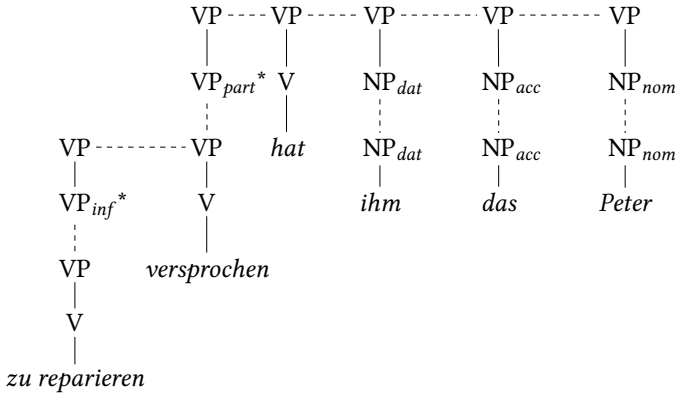 VP VP VP VP VP
VP_part* V NP_dat NP_acc NP_nom
VP VP hat NP_dat NP_acc NP_nom
VP_inf* V ihm das Peter
VP versprochen
V
zu reparieren